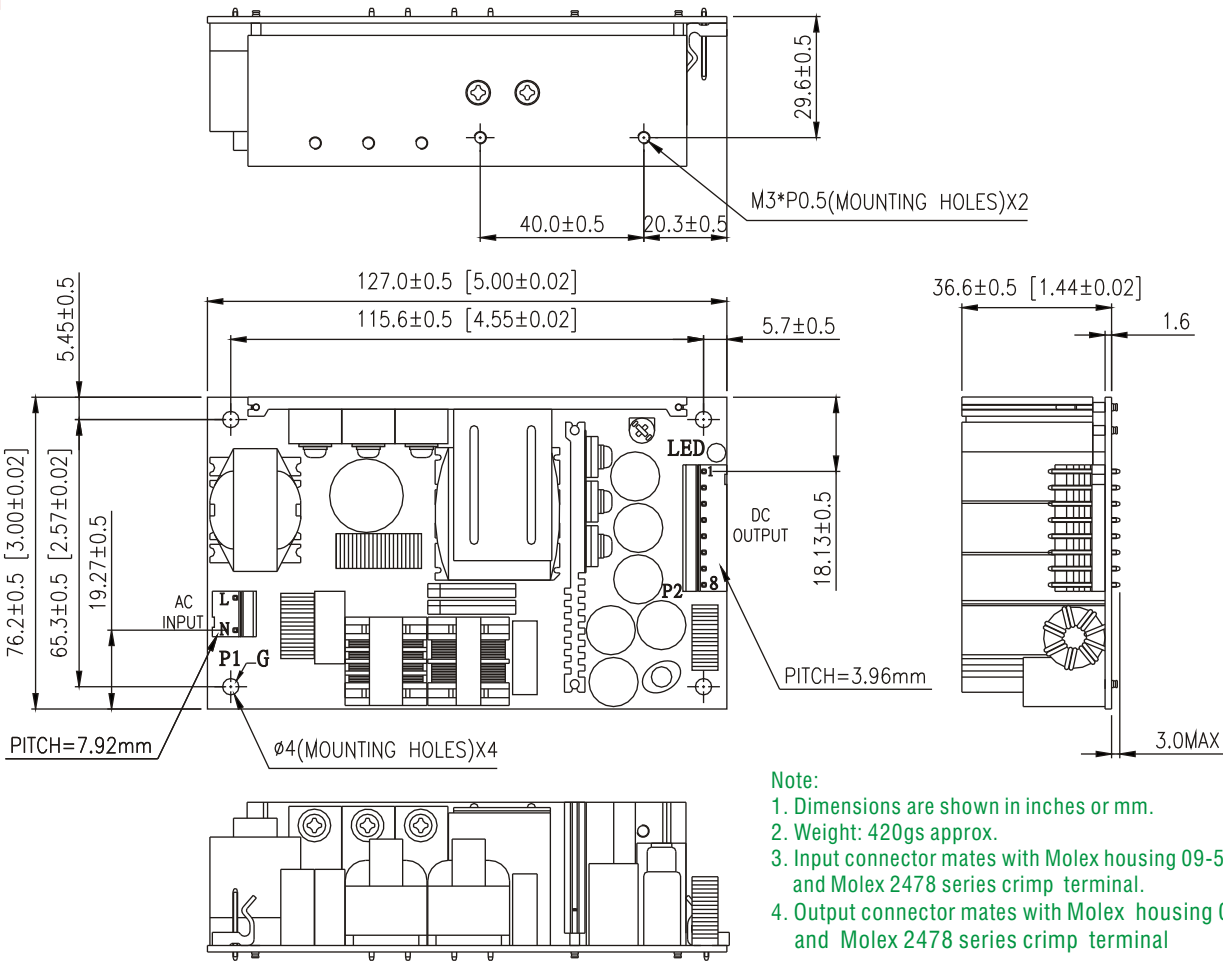 29.6±0.5
M3*P0.5(MOUNTING HOLES)X2
40.0±0.5
20.3±0.5
127.0±0.5 [5.00±0.02]
115.6±0.5 [4.55±0.02]
5.7±0.5
5.45±0.5
36.6±0.5 [1.44±0.02]
1.6
76.2±0.5 [3.00±0.02]
65.3±0.5 [2.57±0.02]
19.27±0.5
LED
1
DC
OUTPUT
18.13±0.5
8
P2
AC
INPUT
L
N
P1
G
PITCH=3.96mm
PITCH=7.92mm
ø4(MOUNTING HOLES)X4
3.0MAX
Note:
1. Dimensions are shown in inches or mm.
2. Weight: 420gs approx.
3. Input connector mates with Molex housing 09-5
and Molex 2478 series crimp terminal.
4. Output connector mates with Molex housing
and Molex 2478 series crimp terminal